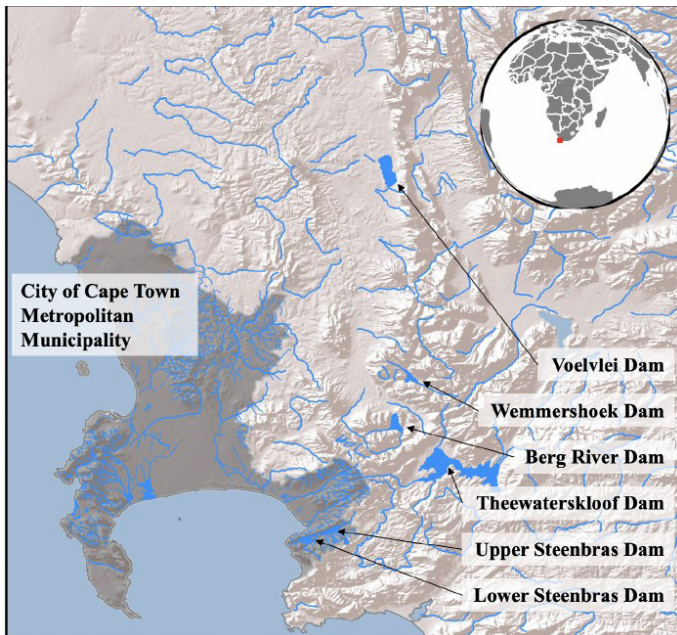 City of Cape Town
Metropolitan
Municipality
Voelvlei Dam
Wemmershoek Dam
Berg River Dam
Theewaterskloof Dam
Upper Steenbras Dam
Lower Steenbras Dam